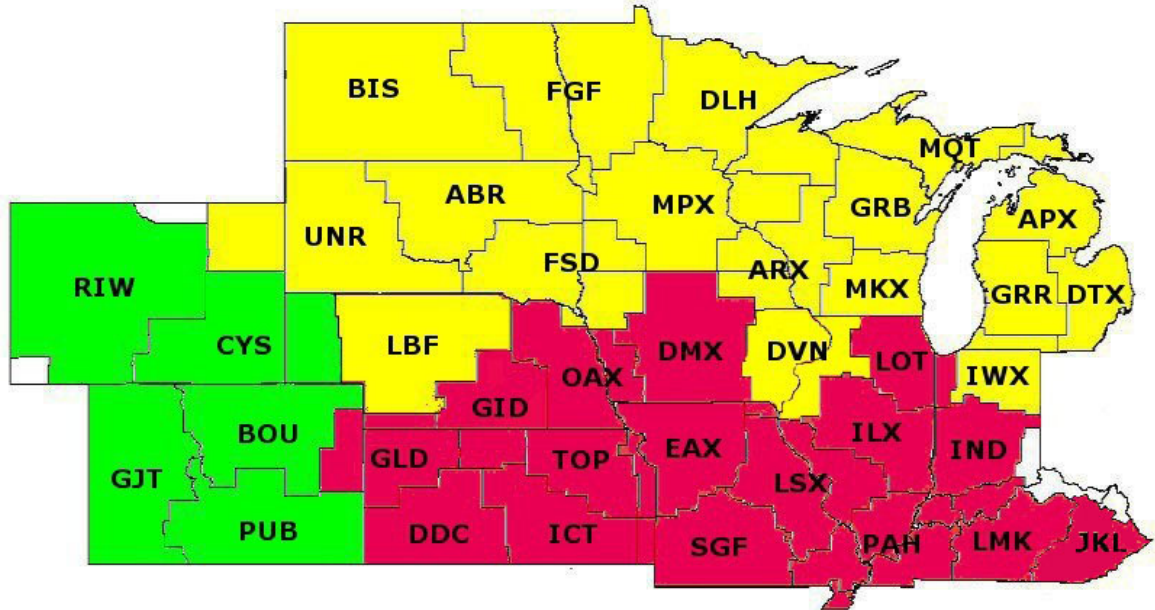 BIS
FGF
DLH
MQT
ABR
MPX
GRB
APX
UNR
FSD
ARX
RIW
MKX
GRR
DTX
CYS
LBF
DMX
DVN
LOT
OAX
IWX
GID
BOU
GLD
TOP
EAX
ILX
IND
GJT
LSX
PUB
DDC
ICT
SGF
PAH
LMK
JKL